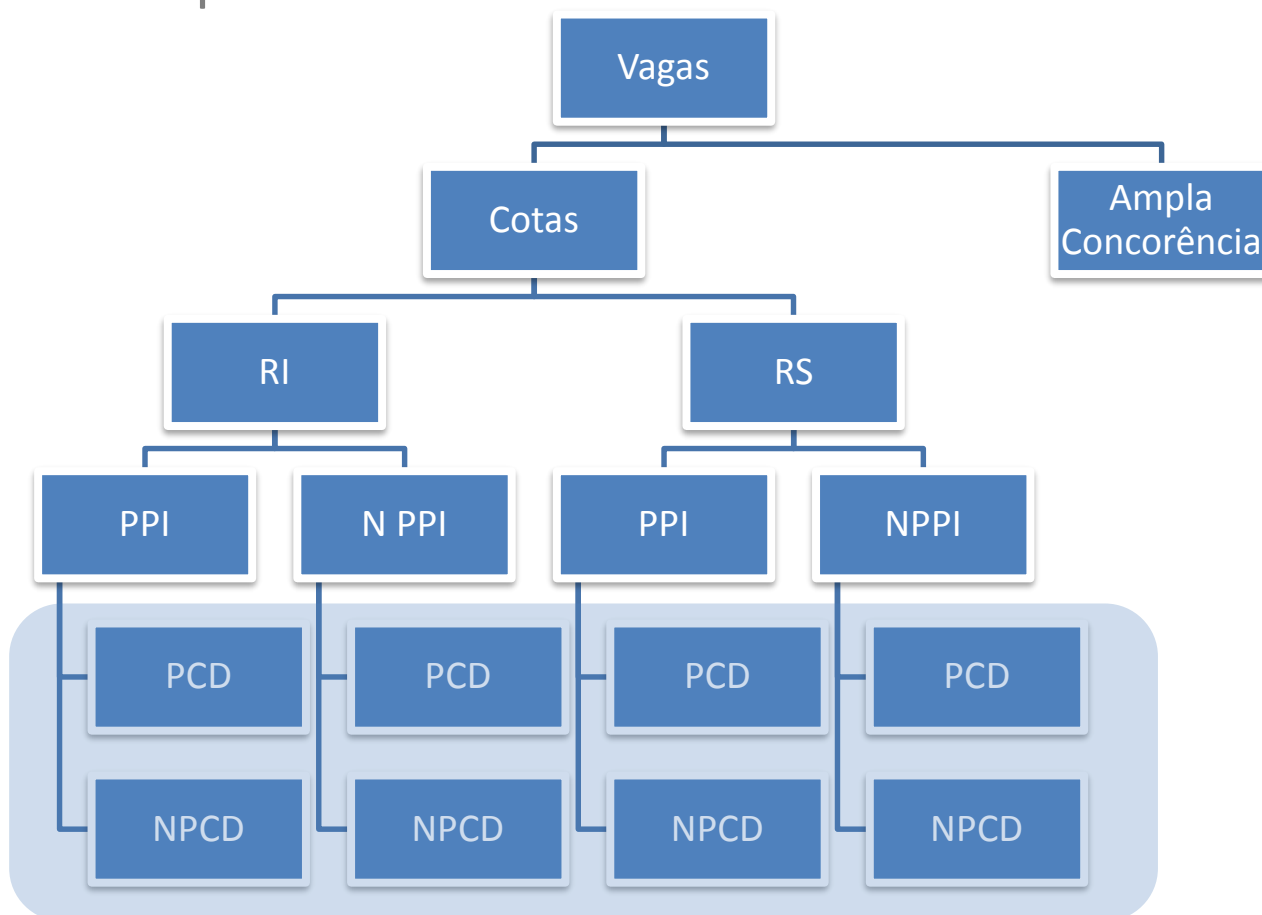 Vagas
Cotas
Ampla
Concorência
RI
RS
PPI
N PPI
PPI
NPPI
PCD
PCD
PCD
PCD
NPCD
NPCD
NPCD
NPCD